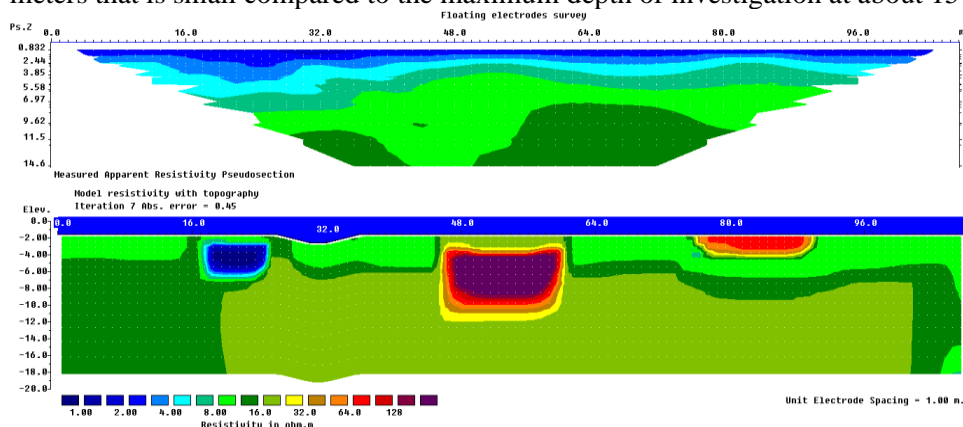 meters that is small compared to the maximum depth of investigation at about 15
Floating electrodes survey
Ps.Z 0.0 16.0 32.0 48.0 64.0 80.0 96.0 m
0.832
2.44
3.85
5.58
6.97
9.62
11.5
14.6
Measured Apparent Resistivity Pseudosection
Model resistivity with topography
Iteration 7 Abs. error = 0.45
Elev.
0.0 0.0 16.0 32.0 48.0 64.0 80.0 96.0
-2.00
-4.00
-6.00
-8.00
-10.0
-12.0
-14.0
-16.0
-18.0
-20.0
1.00 2.00 4.00 8.00 16.0 32.0 64.0 128
Resistivity in ohm.m
Unit Electrode Spacing = 1.00 m.